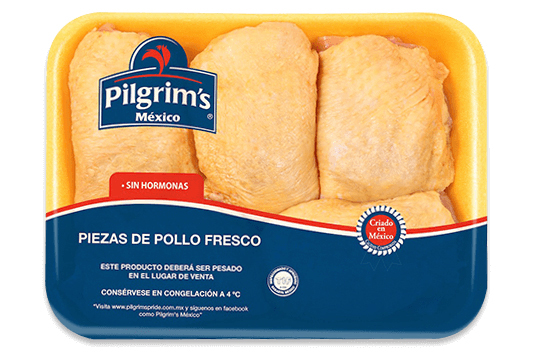 Pilgrim's
México
®
• SIN HORMONAS
PIEZAS DE POLLO FRESCO
Criado
en
México
ESTE PRODUCTO DEBERÁ SER PESADO
EN EL LUGAR DE VENTA
CONSÉRVESE EN CONGELACIÓN A 4 °C
"Visita www.pilgrimspride.com.mx y síguenos en facebook
como Pilgrim's México"